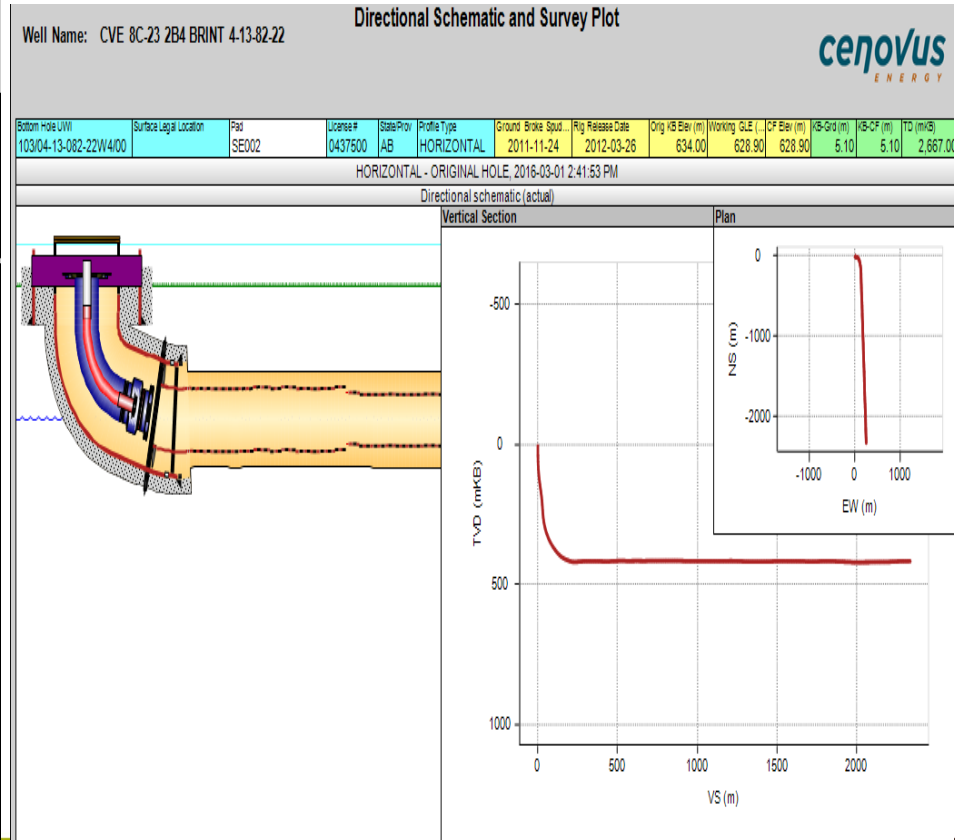 Directional Schematic and Survey Plot
Well Name: CVE 8C-23 2B4 BRINT 4-13-82-22
cenovus
ENERGY
Bottom Hole UWI
103/04-13-082-22W4/00
Surface Legal Location
Pad
SE002
License #
0437500
State/Prov
AB
Profile Type
HORIZONTAL
Ground Broke Spud...
2011-11-24
Rig Release Date
2012-03-26
Orig KB Elev (m)
634.00
Working GLE (...
628.90
CF Elev (m)
628.90
KB-Grd (m)
5.10
KB-CF (m)
5.10
TD (mKB)
2,667.00
HORIZONTAL - ORIGINAL HOLE, 2016-03-01 2:41:53 PM
Directional schematic (actual)
Vertical Section
-500
0
500
1000
TVD (mKB)
0 500 1000 1500 2000
VS (m)
Plan
0
-1000
-2000
NS (m)
-1000 0 1000
EW (m)